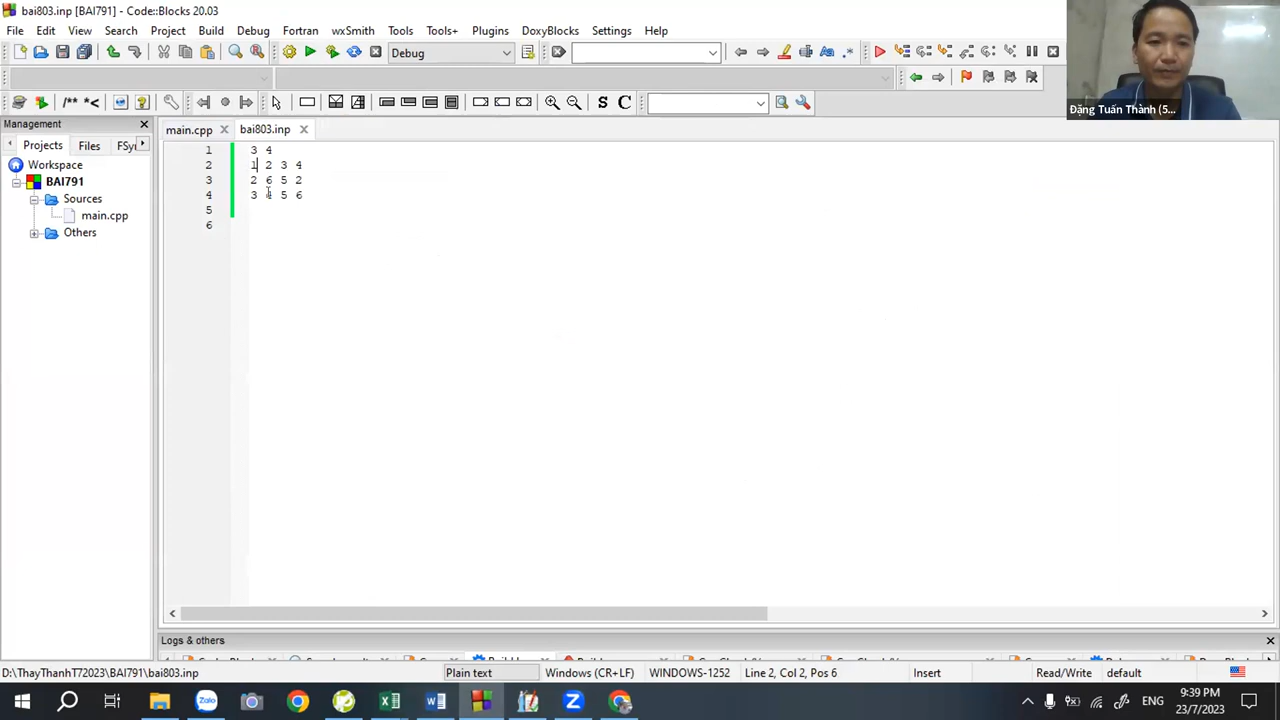 bai803.inp [BAI791] - Code::Blocks 20.03
File Edit View Search Project Build Debug Fortran wxSmith Tools Tools+ Plugins DoxyBlocks Settings Help
Debug
/** *<
S C
Đặng Tuấn Thành (5...
Management
main.cpp
bai803.inp
Projects Files FSy
Workspace
BAI791
Sources
main.cpp
Others
1 3 4
2 1 2 3 4
3 2 6 5 2
4 3 4 5 6
5
6
Logs & others
D:\ThayThanhT72023\BAI791\bai803.inp Plain text Windows (CR+LF) WINDOWS-1252 Line 2, Col 2, Pos 6 Insert Read/Write default
Zalo
ENG
9:39 PM
23/7/2023